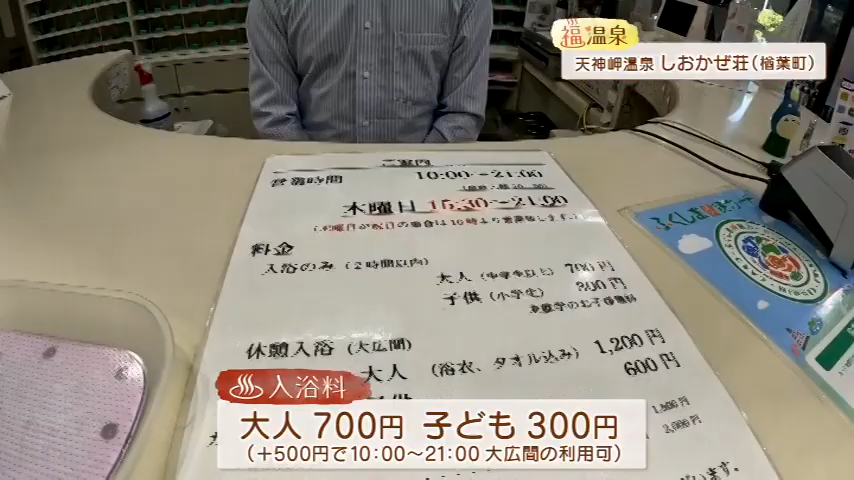 福温泉
天神岬温泉 しおかぜ荘（楢葉町）
ご案内
営業時間 10:00～21:00
木曜日 15:30～21:00
料金
入浴のみ（2時間以内）
大人（中学生以上） 700円
子供（小学生） 300円
休憩入浴（大広間）
大人（浴衣、タオル込み） 1,200円
600円
入浴料
大人 700円 子ども 300円
（＋500円で10：00～21：00 大広間の利用可）